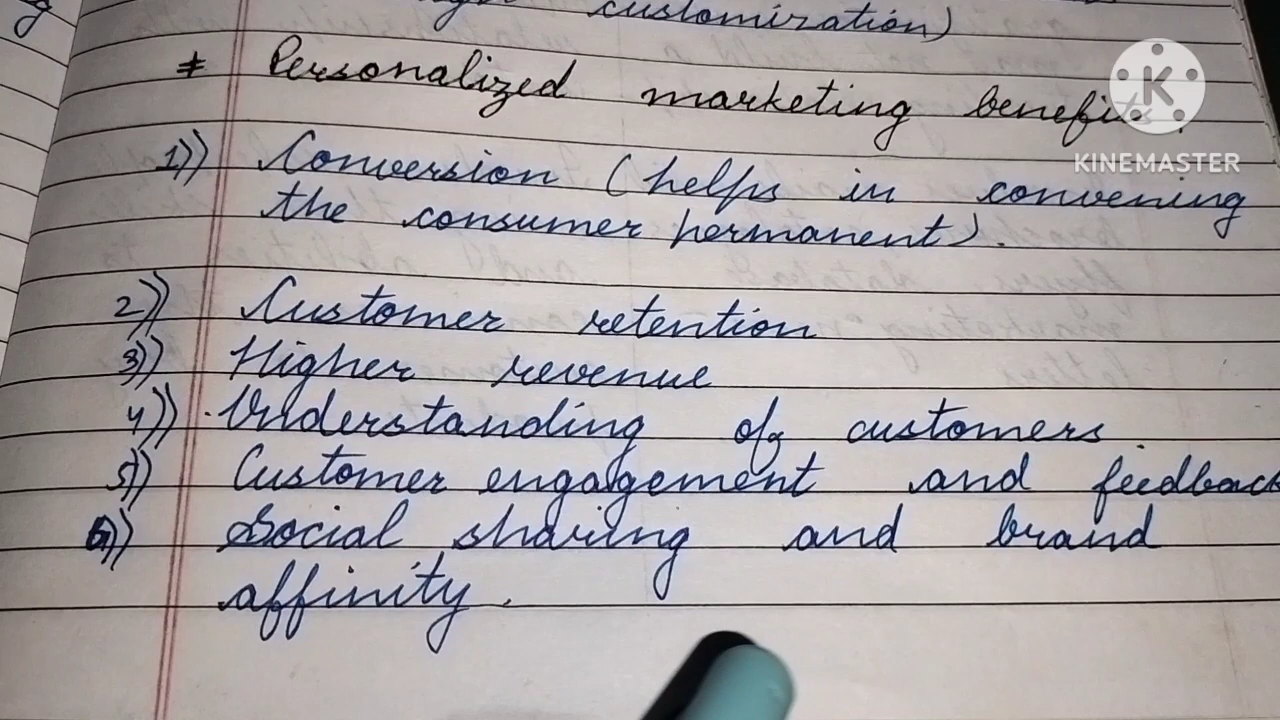 customization)
* Personalized marketing benefits.
K
KINEMASTER
1)) Conversion (helps in convening
the consumer permanent).
2)) Customer retention
3)) Higher revenue
4)) Understanding of customers.
5)) Customer engagement and feedback
6)) Social sharing and brand
affinity.